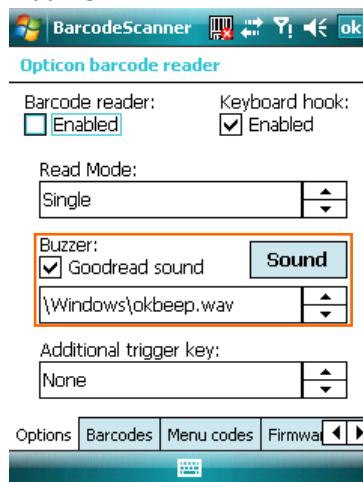 BarcodeScanner ok
Opticon barcode reader
Barcode reader: Keyboard hook:
Enabled Enabled
Read Mode:
Single
Buzzer:
Goodread sound Sound
\Windows\okbeep.wav
Additional trigger key:
None
Options Barcodes Menu codes Firmwa